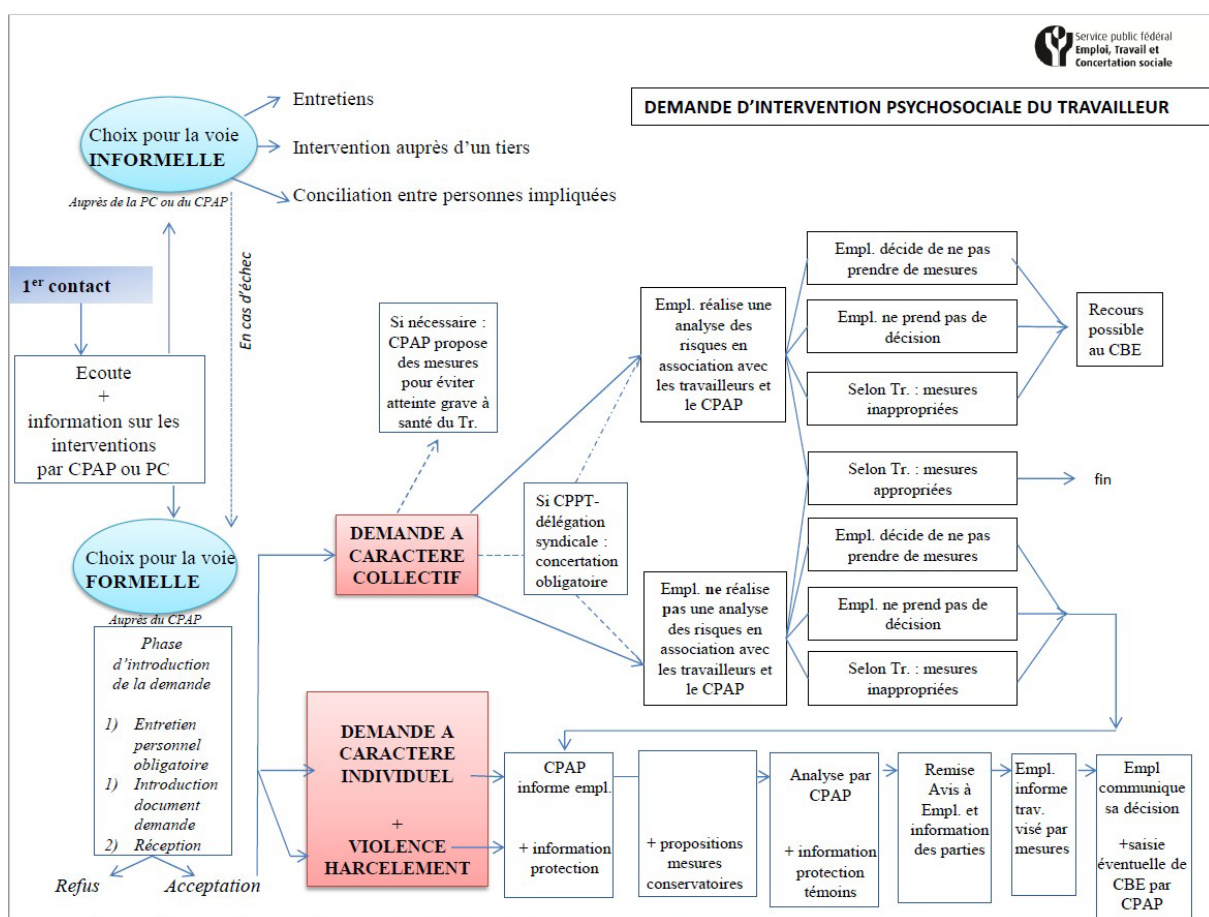 Service public fédéral
Emploi, Travail et
Concertation sociale
DEMANDE D'INTERVENTION PSYCHOSOCIALE DU TRAVAILLEUR
Choix pour la voie
INFORMELLE
Auprès de la PC ou du CPAP
Entretiens
Intervention auprès d'un tiers
Conciliation entre personnes impliquées
En cas d'échec
1er contact
Ecoute
+
information sur les
interventions
par CPAP ou PC
Choix pour la voie
FORMELLE
Auprès du CPAP
Phase
d'introduction
de la demande
1) Entretien
personnel
obligatoire
1) Introduction
document
demande
2) Réception
Refus
Acceptation
Si nécessaire :
CPAP propose
des mesures
pour éviter
atteinte grave à
santé du Tr.
DEMANDE A
CARACTERE
COLLECTIF
Si CPPT-
délégation
syndicale :
concertation
obligatoire
Empl. réalise une
analyse des
risques en
association avec
les travailleurs et
le CPAP
Empl. ne réalise
pas une analyse
des risques en
association avec
les travailleurs et
le CPAP
Empl. décide de ne pas
prendre de mesures
Empl. ne prend pas de
décision
Selon Tr. : mesures
inappropriées
Recours
possible
au CBE
Selon Tr. : mesures
appropriées
fin
Empl. décide de ne pas
prendre de mesures
Empl. ne prend pas de
décision
Selon Tr. : mesures
inappropriées
DEMANDE A
CARACTÈRE
INDIVIDUEL
+
VIOLENCE
HARCELEMENT
CPAP
informe empl.
+ information
protection
+ propositions
mesures
conservatoires
Analyse par
CPAP
+ information
protection
témoins
Remise
Avis à
Empl. et
information
des parties
Empl.
informe
trav.
visé par
mesures
Empl
communique
sa décision
+saisie
éventuelle de
CBE par
CPAP